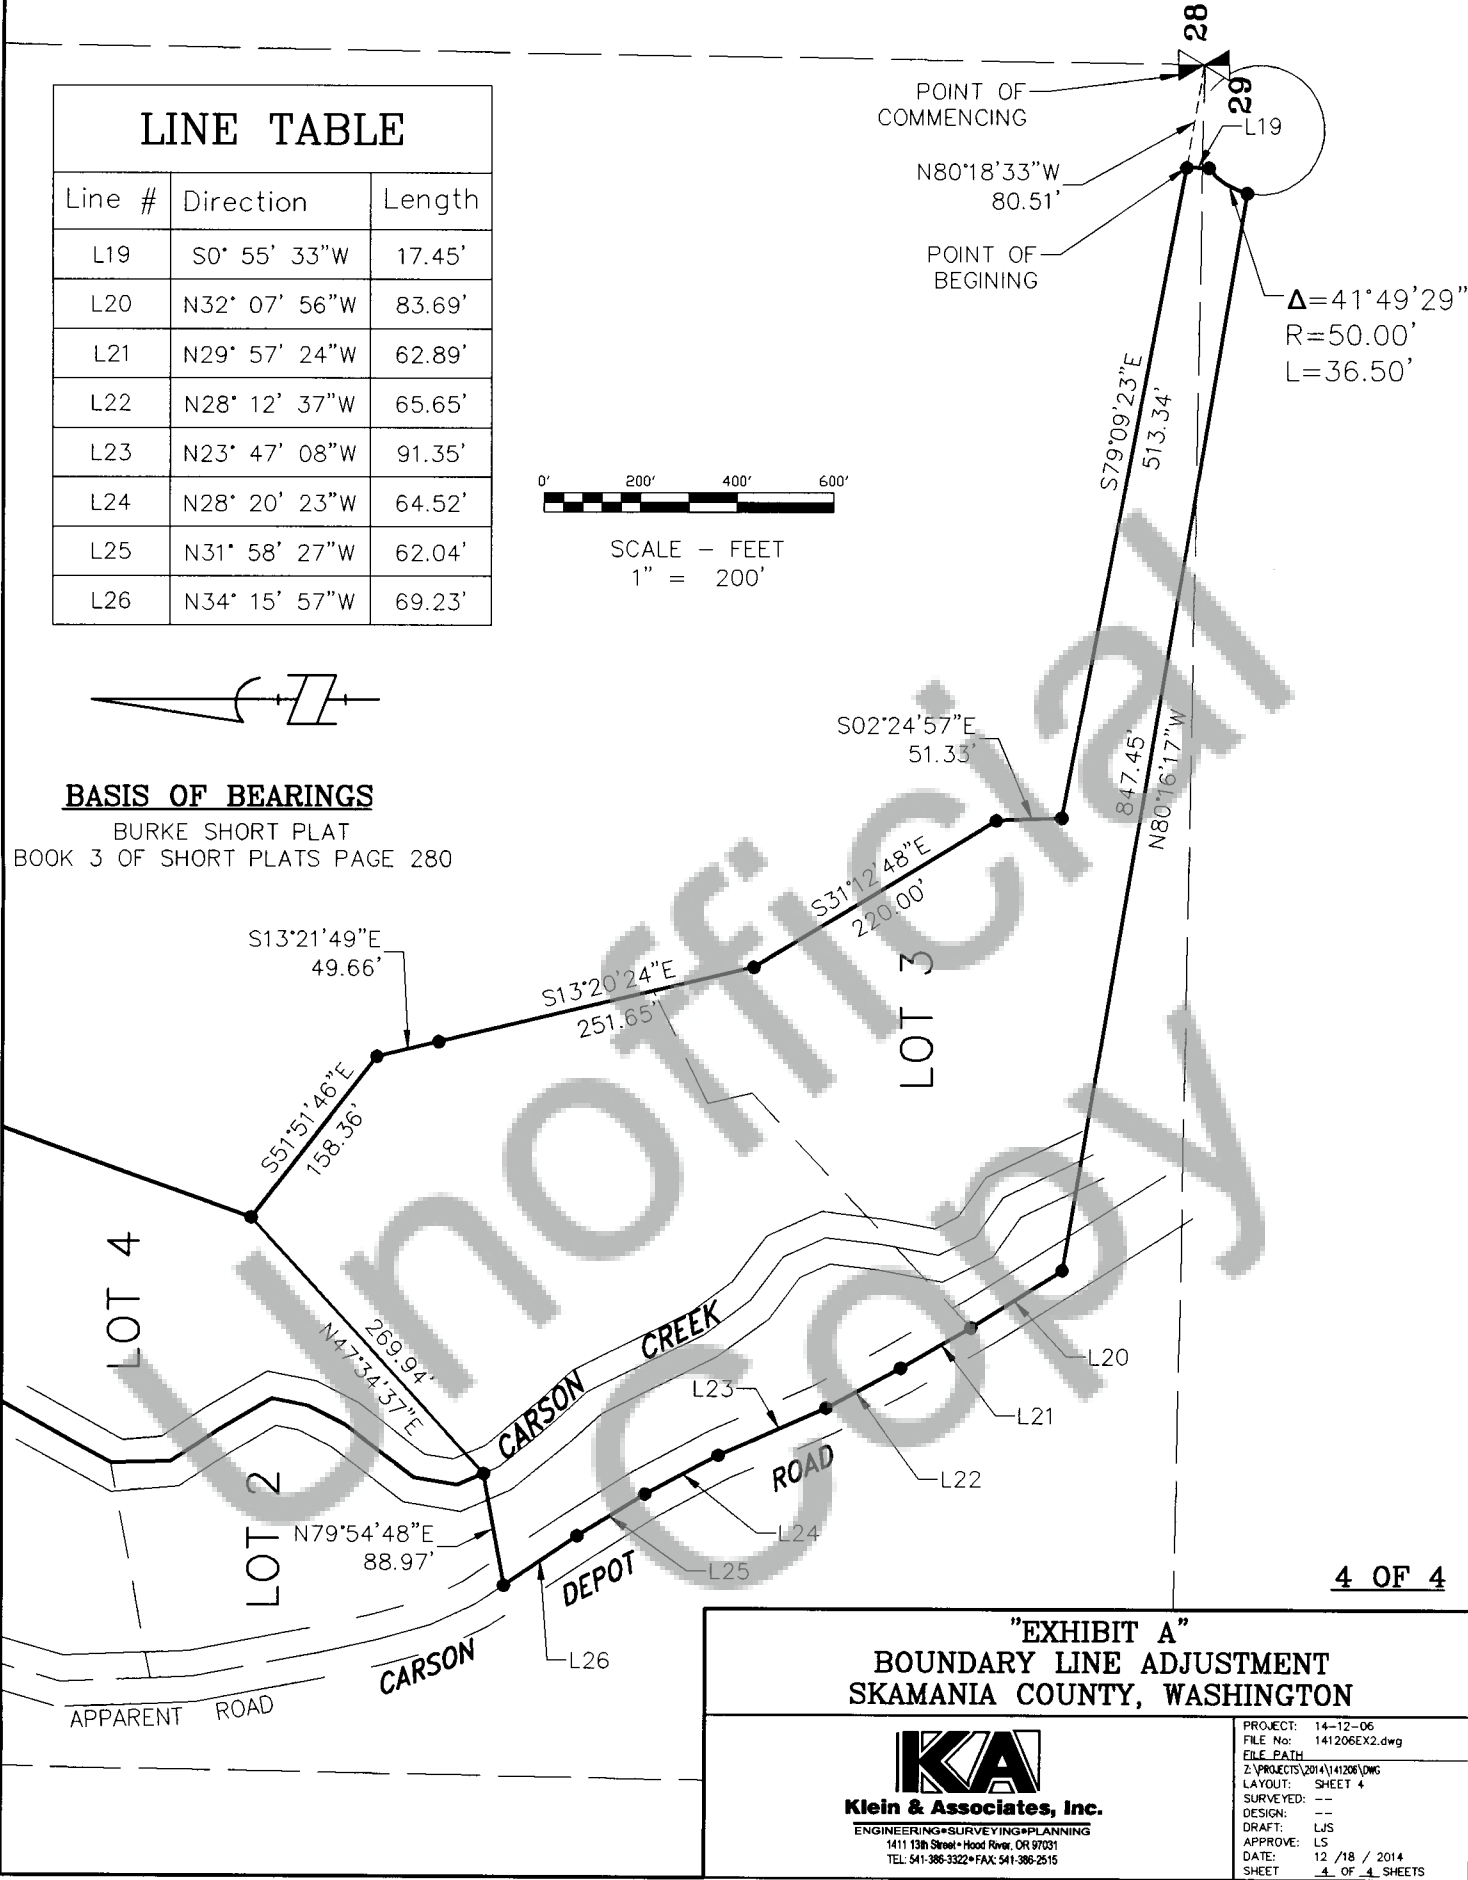 28
29
POINT OF
COMMENCING
L19
N80°18'33"W
80.51'
POINT OF
BEGINING
Δ=41°49'29"
R=50.00'
L=36.50'
LINE TABLE
Line # Direction Length
L19 S0° 55' 33"W 17.45'
L20 N32° 07' 56"W 83.69'
L21 N29° 57' 24"W 62.89'
L22 N28° 12' 37"W 65.65'
L23 N23° 47' 08"W 91.35'
L24 N28° 20' 23"W 64.52'
L25 N31° 58' 27"W 62.04'
L26 N34° 15' 57"W 69.23'
0' 200' 400' 600'
SCALE – FEET
1" = 200'
S79°09'23"E
513.34'
847.45'
N80°16'17"W
S02°24'57"E
51.33'
Z
BASIS OF BEARINGS
BURKE SHORT PLAT
BOOK 3 OF SHORT PLATS PAGE 280
S31°12'48"E
220.00'
LOT 3
S13°21'49"E
49.66'
S13°20'24"E
251.65'
S51°51'46"E
158.36'
LOT 4
269.94'
N47°34'37"E
CARSON CREEK
LOT 2
N79°54'48"E
88.97'
L20
L21
L22
L23
L24
L25
L26
CARSON DEPOT ROAD
APPARENT ROAD
Unofficial
Copy
4 OF 4
"EXHIBIT A"
BOUNDARY LINE ADJUSTMENT
SKAMANIA COUNTY, WASHINGTON
KA
Klein & Associates, Inc.
ENGINEERING•SURVEYING•PLANNING
1411 13th Street • Hood River, OR 97031
TEL: 541-386-3322 • FAX: 541-386-2515
PROJECT: 14-12-06
FILE No: 141206EX2.dwg
FILE PATH
Z:\PROJECTS\2014\141206\DWG
LAYOUT: SHEET 4
SURVEYED: --
DESIGN: --
DRAFT: LJS
APPROVE: LS
DATE: 12 /18 / 2014
SHEET 4 OF 4 SHEETS